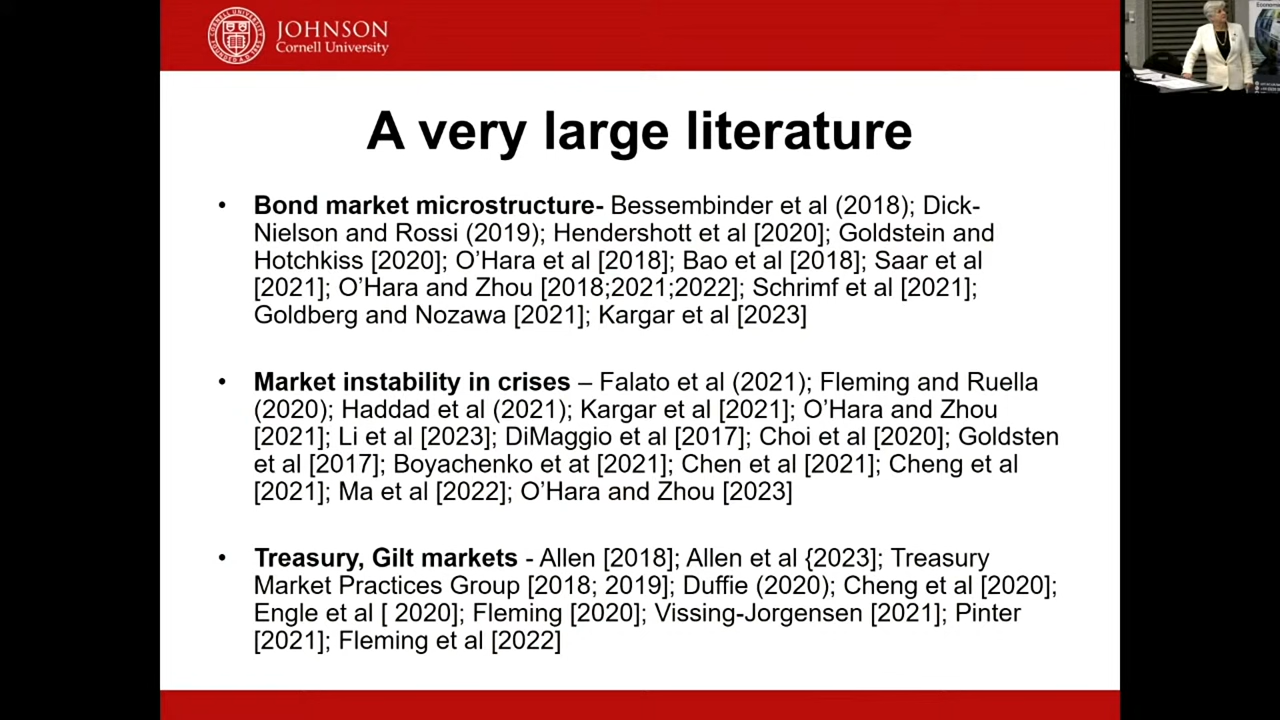 JOHNSON
Cornell University
A very large literature
• Bond market microstructure- Bessembinder et al (2018); Dick-
Nielson and Rossi (2019); Hendershott et al [2020]; Goldstein and
Hotchkiss [2020]; O’Hara et al [2018]; Bao et al [2018]; Saar et al
[2021]; O’Hara and Zhou [2018;2021;2022]; Schrimf et al [2021];
Goldberg and Nozawa [2021]; Kargar et al [2023]
• Market instability in crises – Falato et al (2021); Fleming and Ruella
(2020); Haddad et al (2021); Kargar et al [2021]; O’Hara and Zhou
[2021]; Li et al [2023]; DiMaggio et al [2017]; Choi et al [2020]; Goldsten
et al [2017]; Boyachenko et at [2021]; Chen et al [2021]; Cheng et al
[2021]; Ma et al [2022]; O’Hara and Zhou [2023]
• Treasury, Gilt markets - Allen [2018]; Allen et al {2023]; Treasury
Market Practices Group [2018; 2019]; Duffie (2020); Cheng et al [2020];
Engle et al [ 2020]; Fleming [2020]; Vissing-Jorgensen [2021]; Pinter
[2021]; Fleming et al [2022]